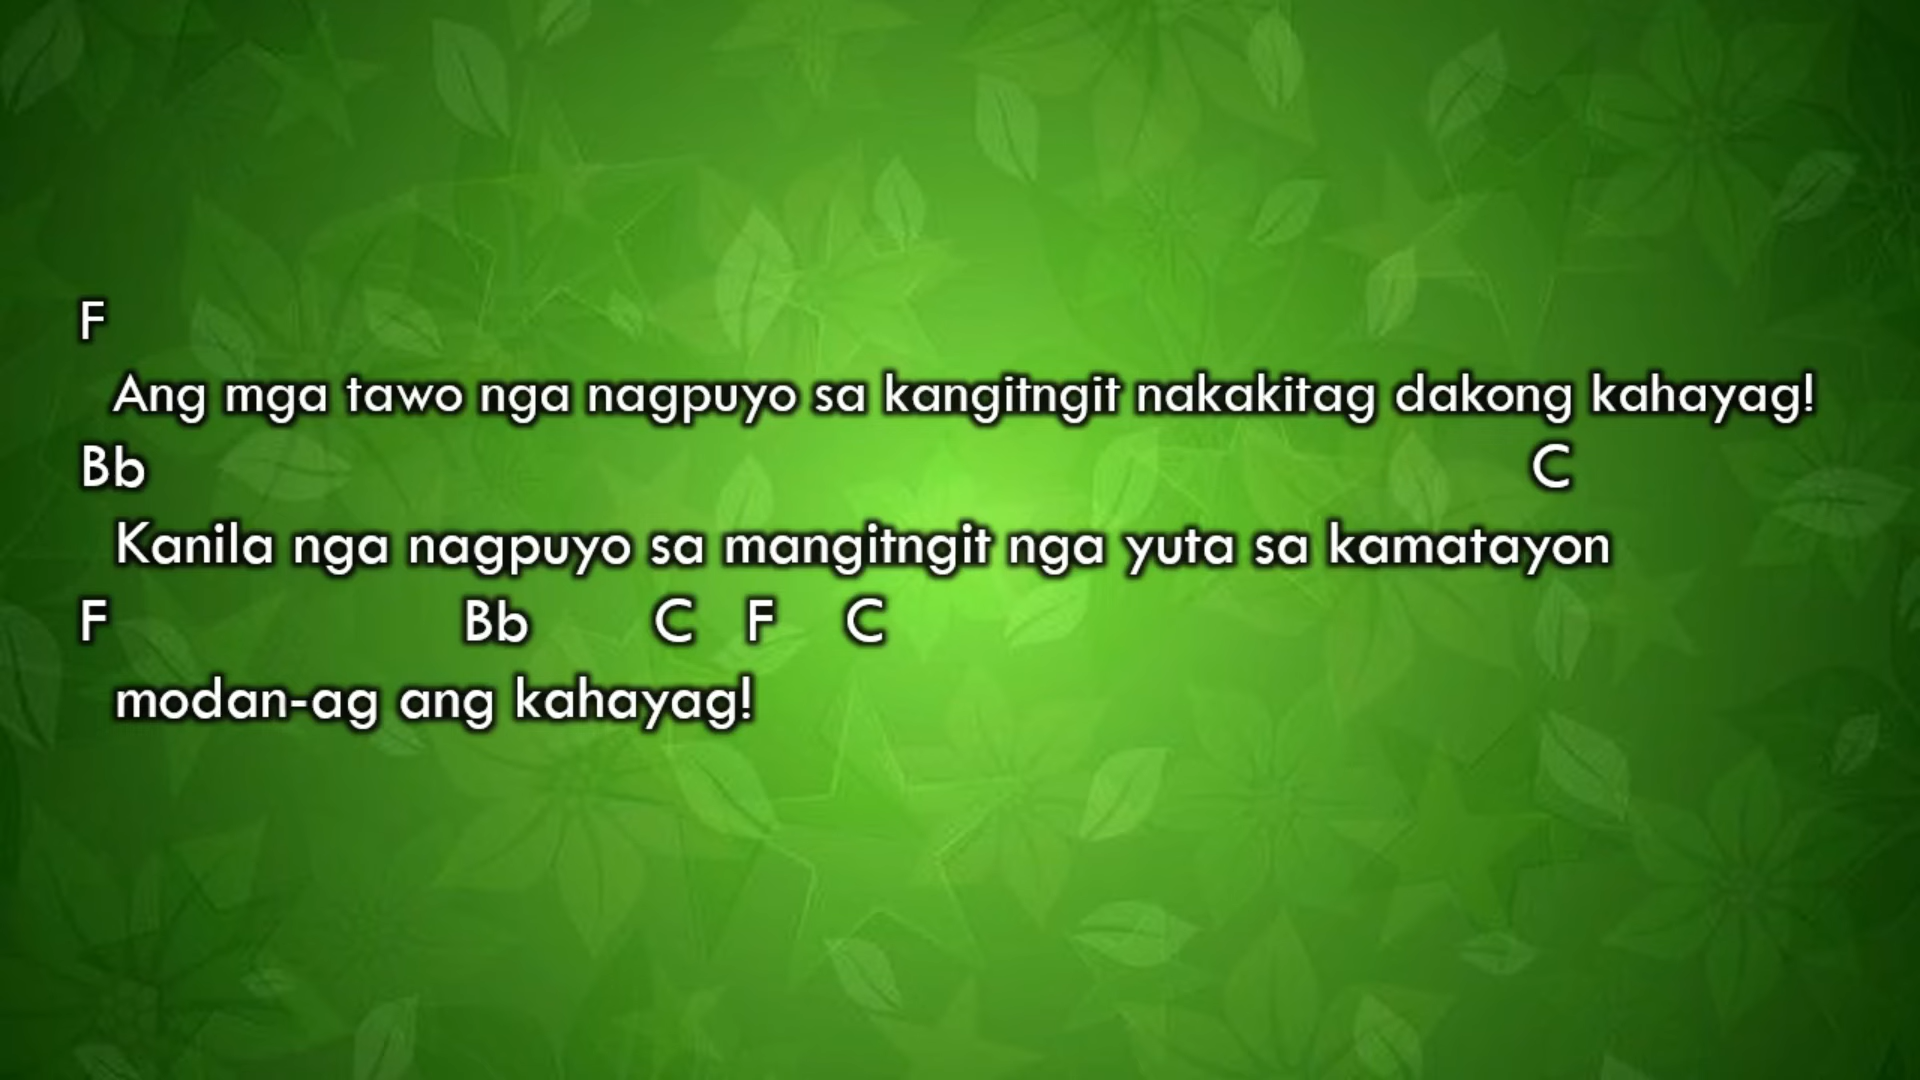 F
Ang mga tawo nga nagpuyo sa kangitngit nakakitag dakong kahayag!
Bb C
Kanila nga nagpuyo sa mangitngit nga yuta sa kamatayon
F Bb C F C
modan-ag ang kahayag!